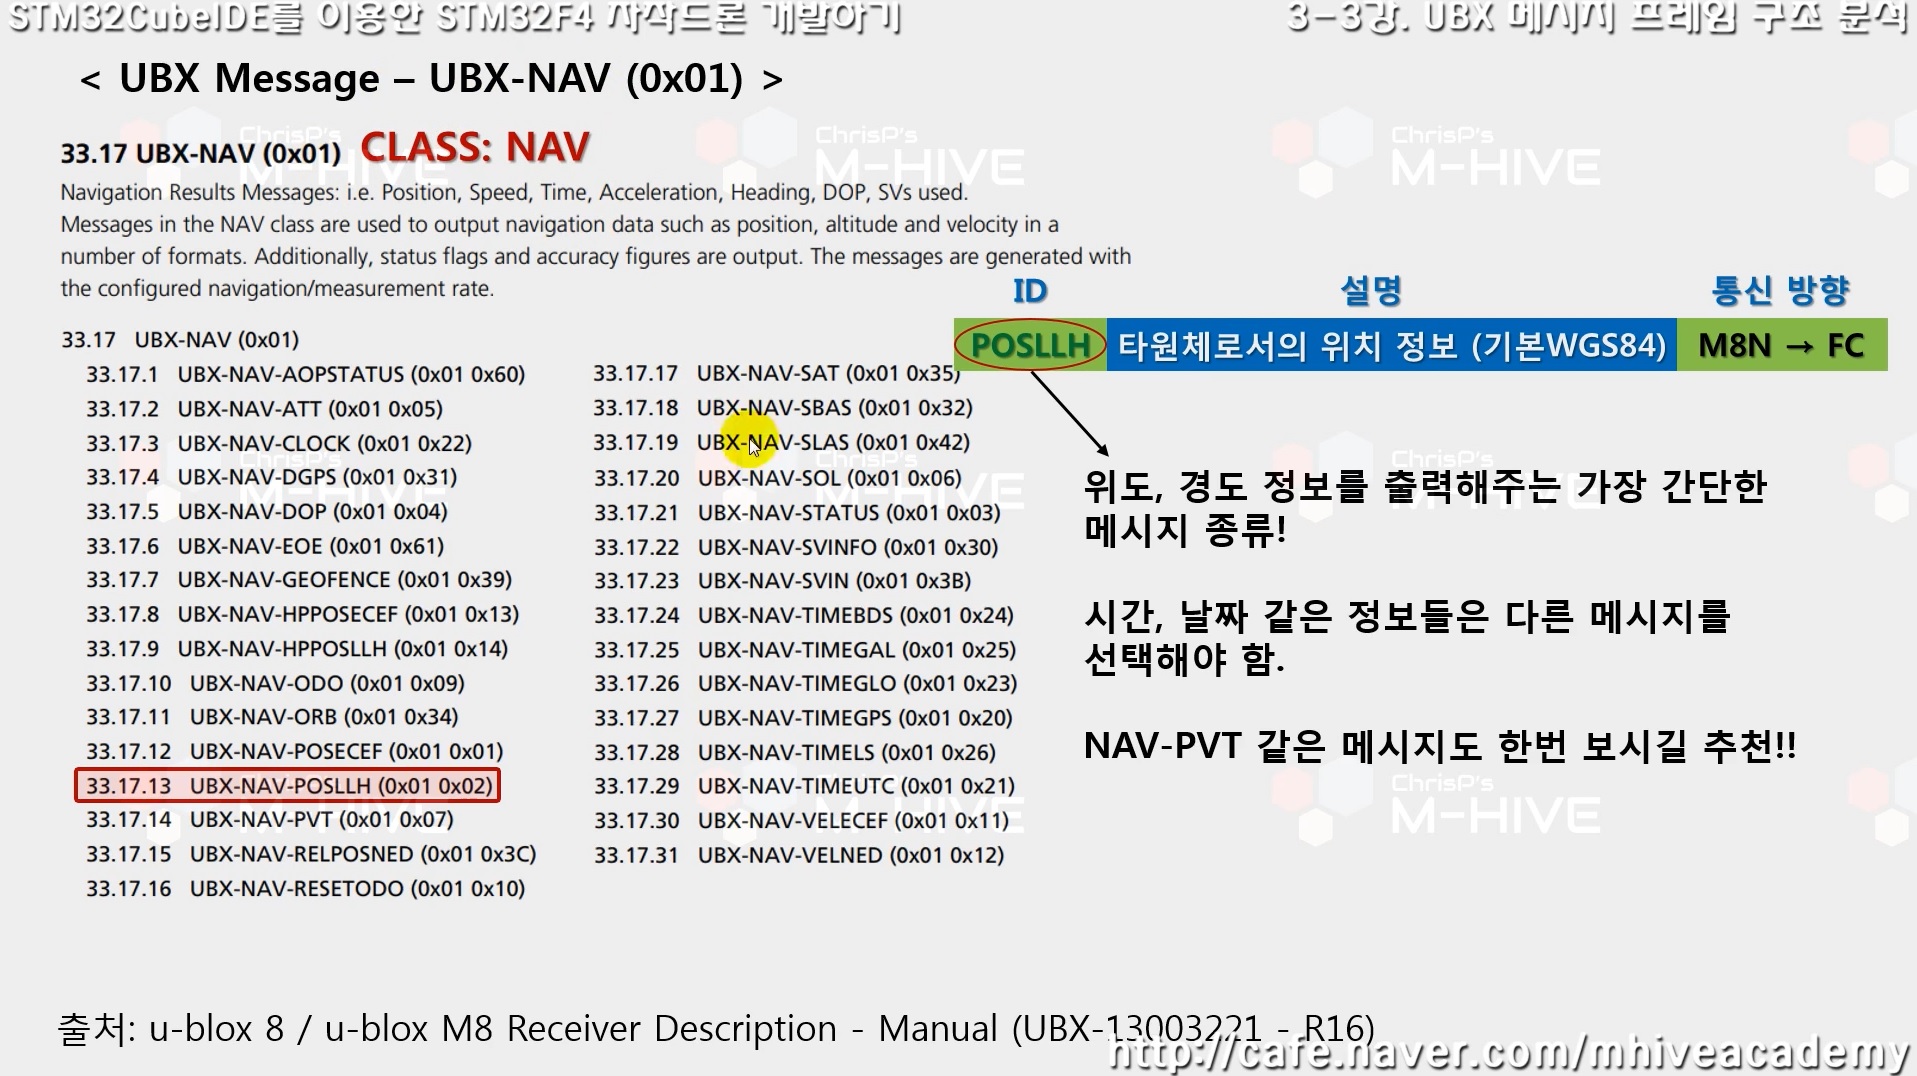 STM32CubeIDE를 이용한 STM32F4 자작드론 개발하기
3-3강. UBX 메시지 프레임 구조 분석
< UBX Message – UBX-NAV (0x01) >
33.17 UBX-NAV (0x01)
CLASS: NAV
Navigation Results Messages: i.e. Position, Speed, Time, Acceleration, Heading, DOP, SVs used.
Messages in the NAV class are used to output navigation data such as position, altitude and velocity in a
number of formats. Additionally, status flags and accuracy figures are output. The messages are generated with
the configured navigation/measurement rate.
ID
설명
통신 방향
POSLLH
타원체로서의 위치 정보 (기본WGS84)
M8N → FC
33.17 UBX-NAV (0x01)
33.17.1 UBX-NAV-AOPSTATUS (0x01 0x60)
33.17.2 UBX-NAV-ATT (0x01 0x05)
33.17.3 UBX-NAV-CLOCK (0x01 0x22)
33.17.4 UBX-NAV-DGPS (0x01 0x31)
33.17.5 UBX-NAV-DOP (0x01 0x04)
33.17.6 UBX-NAV-EOE (0x01 0x61)
33.17.7 UBX-NAV-GEOFENCE (0x01 0x39)
33.17.8 UBX-NAV-HPPOSECEF (0x01 0x13)
33.17.9 UBX-NAV-HPPOSLLH (0x01 0x14)
33.17.10 UBX-NAV-ODO (0x01 0x09)
33.17.11 UBX-NAV-ORB (0x01 0x34)
33.17.12 UBX-NAV-POSECEF (0x01 0x01)
33.17.13 UBX-NAV-POSLLH (0x01 0x02)
33.17.14 UBX-NAV-PVT (0x01 0x07)
33.17.15 UBX-NAV-RELPOSNED (0x01 0x3C)
33.17.16 UBX-NAV-RESETODO (0x01 0x10)
33.17.17 UBX-NAV-SAT (0x01 0x35)
33.17.18 UBX-NAV-SBAS (0x01 0x32)
33.17.19 UBX-NAV-SLAS (0x01 0x42)
33.17.20 UBX-NAV-SOL (0x01 0x06)
33.17.21 UBX-NAV-STATUS (0x01 0x03)
33.17.22 UBX-NAV-SVINFO (0x01 0x30)
33.17.23 UBX-NAV-SVIN (0x01 0x3B)
33.17.24 UBX-NAV-TIMEBDS (0x01 0x24)
33.17.25 UBX-NAV-TIMEGAL (0x01 0x25)
33.17.26 UBX-NAV-TIMEGLO (0x01 0x23)
33.17.27 UBX-NAV-TIMEGPS (0x01 0x20)
33.17.28 UBX-NAV-TIMELS (0x01 0x26)
33.17.29 UBX-NAV-TIMEUTC (0x01 0x21)
33.17.30 UBX-NAV-VELECEF (0x01 0x11)
33.17.31 UBX-NAV-VELNED (0x01 0x12)
위도, 경도 정보를 출력해주는 가장 간단한
메시지 종류!
시간, 날짜 같은 정보들은 다른 메시지를
선택해야 함.
NAV-PVT 같은 메시지도 한번 보시길 추천!!
출처: u-blox 8 / u-blox M8 Receiver Description - Manual (UBX-13003221 - R16)
http://cafe.naver.com/mhiveacademy
ChrisP's
M-HIVE
ChrisP's
M-HIVE
ChrisP's
M-HIVE
ChrisP's
M-HIVE
ChrisP's
M-HIVE
ChrisP's
M-HIVE
ChrisP's
M-HIVE